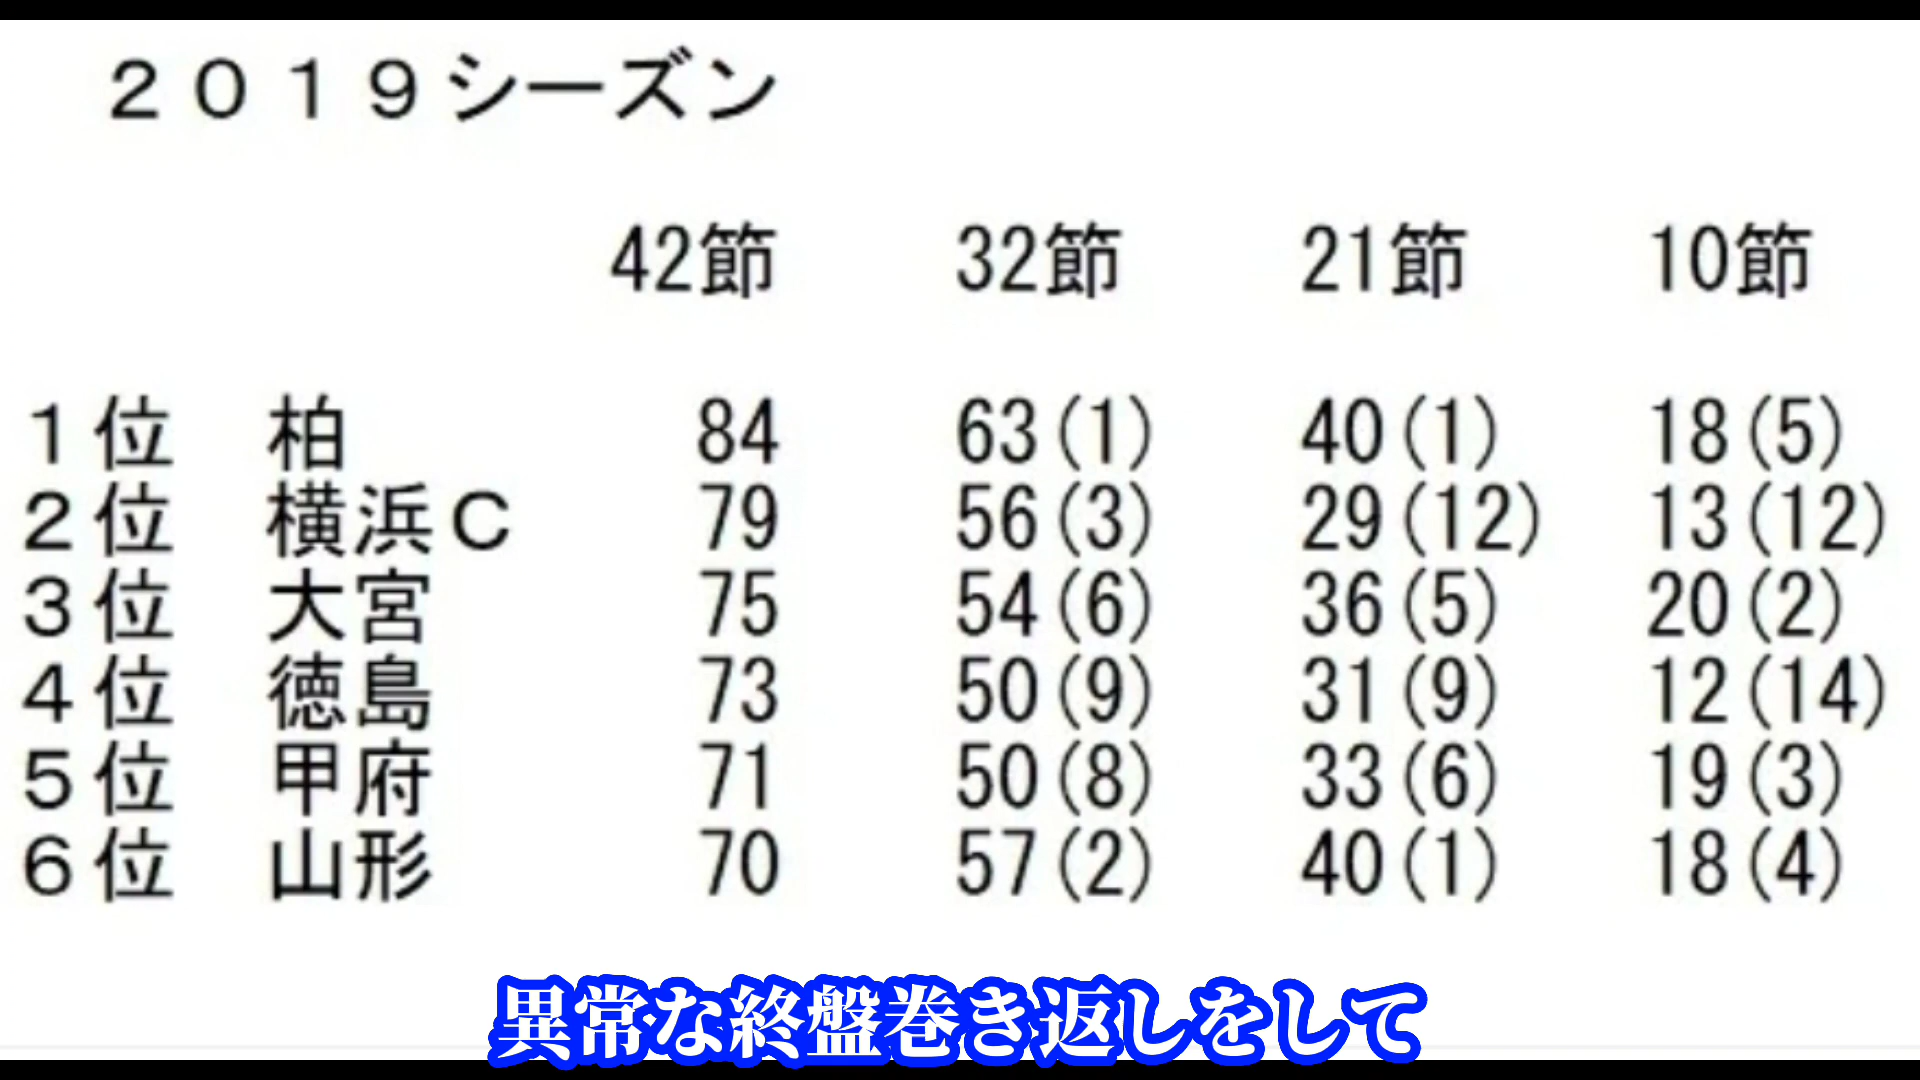 ２０１９シーズン
42節 32節 21節 10節
１位 柏 84 63(1) 40(1) 18(5)
２位 横浜Ｃ 79 56(3) 29(12) 13(12)
３位 大宮 75 54(6) 36(5) 20(2)
４位 徳島 73 50(9) 31(9) 12(14)
５位 甲府 71 50(8) 33(6) 19(3)
６位 山形 70 57(2) 40(1) 18(4)
異常な終盤巻き返しをして